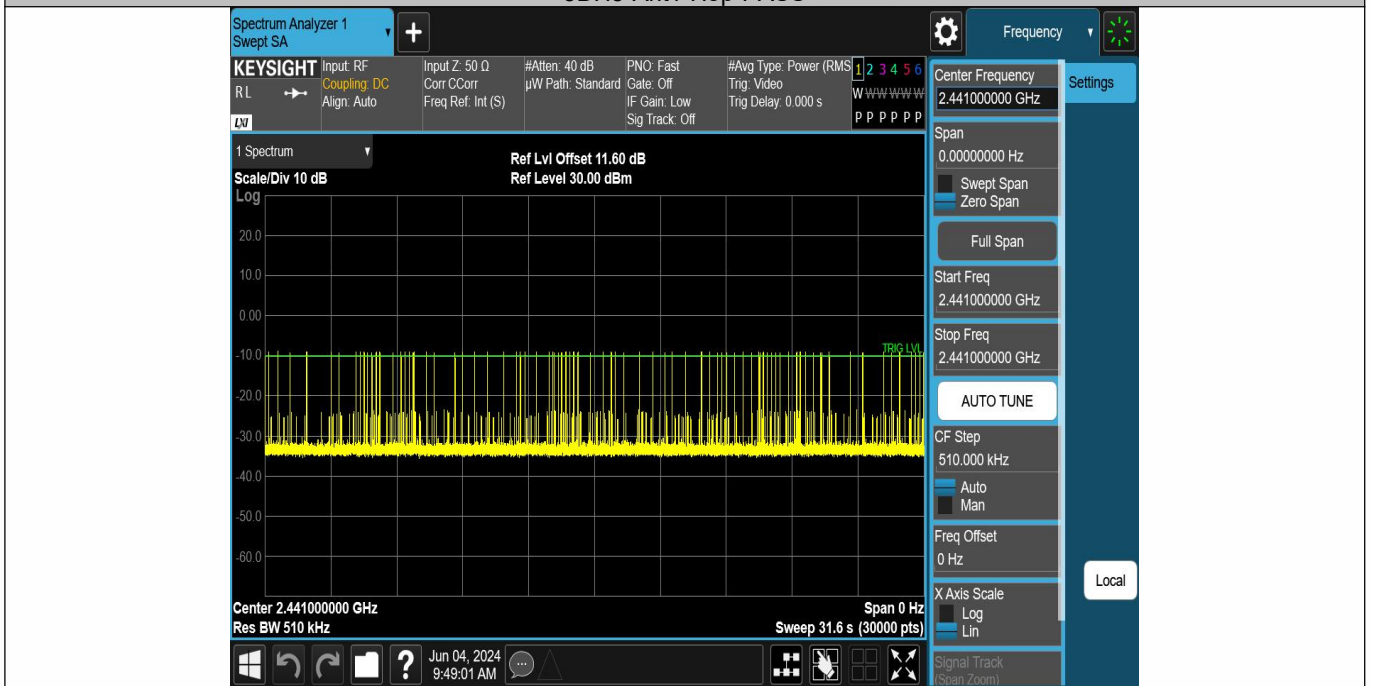 Spectrum Analyzer 1
Swept SA
Frequency
KEYSIGHT
RL
LXI
Input: RF
Coupling: DC
Align: Auto
Input Z: 50 Ω
Corr CCorr
Freq Ref: Int (S)
#Atten: 40 dB
µW Path: Standard
PNO: Fast
Gate: Off
IF Gain: Low
Sig Track: Off
#Avg Type: Power (RMS
Trig: Video
Trig Delay: 0.000 s
1 2 3 4 5 6
W W W W W W
P P P P P P
Center Frequency
2.441000000 GHz
Settings
Span
0.00000000 Hz
Swept Span
Zero Span
Full Span
Start Freq
2.441000000 GHz
Stop Freq
2.441000000 GHz
AUTO TUNE
CF Step
510.000 kHz
Auto
Man
Freq Offset
0 Hz
X Axis Scale
Log
Lin
Signal Track
(Span Zoom)
Local
1 Spectrum
Scale/Div 10 dB
Ref Lvl Offset 11.60 dB
Ref Level 30.00 dBm
Log
20.0
10.0
0.00
-10.0
TRIG LVL
-20.0
-30.0
-40.0
-50.0
-60.0
Center 2.441000000 GHz
Span 0 Hz
Res BW 510 kHz
Sweep 31.6 s (30000 pts)
?
Jun 04, 2024
9:49:01 AM